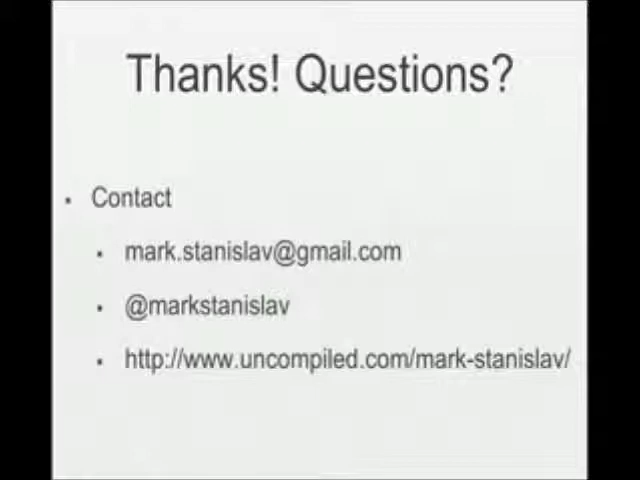 Thanks! Questions?
• Contact
• mark.stanislav@gmail.com
• @markstanislav
• http://www.uncompiled.com/mark-stanislav/